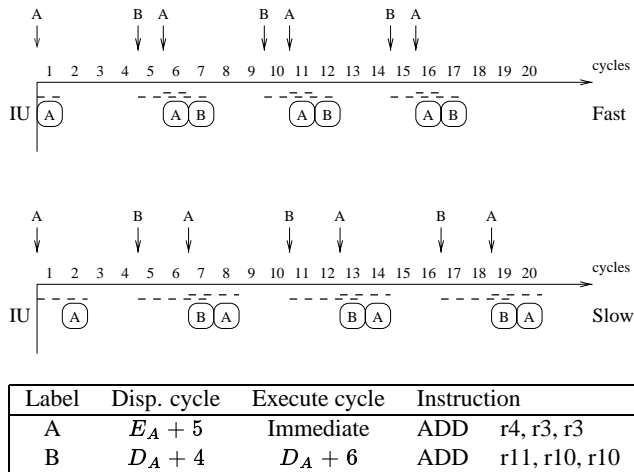 A B A B A B A
1 2 3 4 5 6 7 8 9 10 11 12 13 14 15 16 17 18 19 20 cycles
IU A A B A B A B Fast
A B A B A B A
1 2 3 4 5 6 7 8 9 10 11 12 13 14 15 16 17 18 19 20 cycles
IU A B A B A B A Slow
Label Disp. cycle Execute cycle Instruction
A E_A + 5 Immediate ADD r4, r3, r3
B D_A + 4 D_A + 6 ADD r11, r10, r10